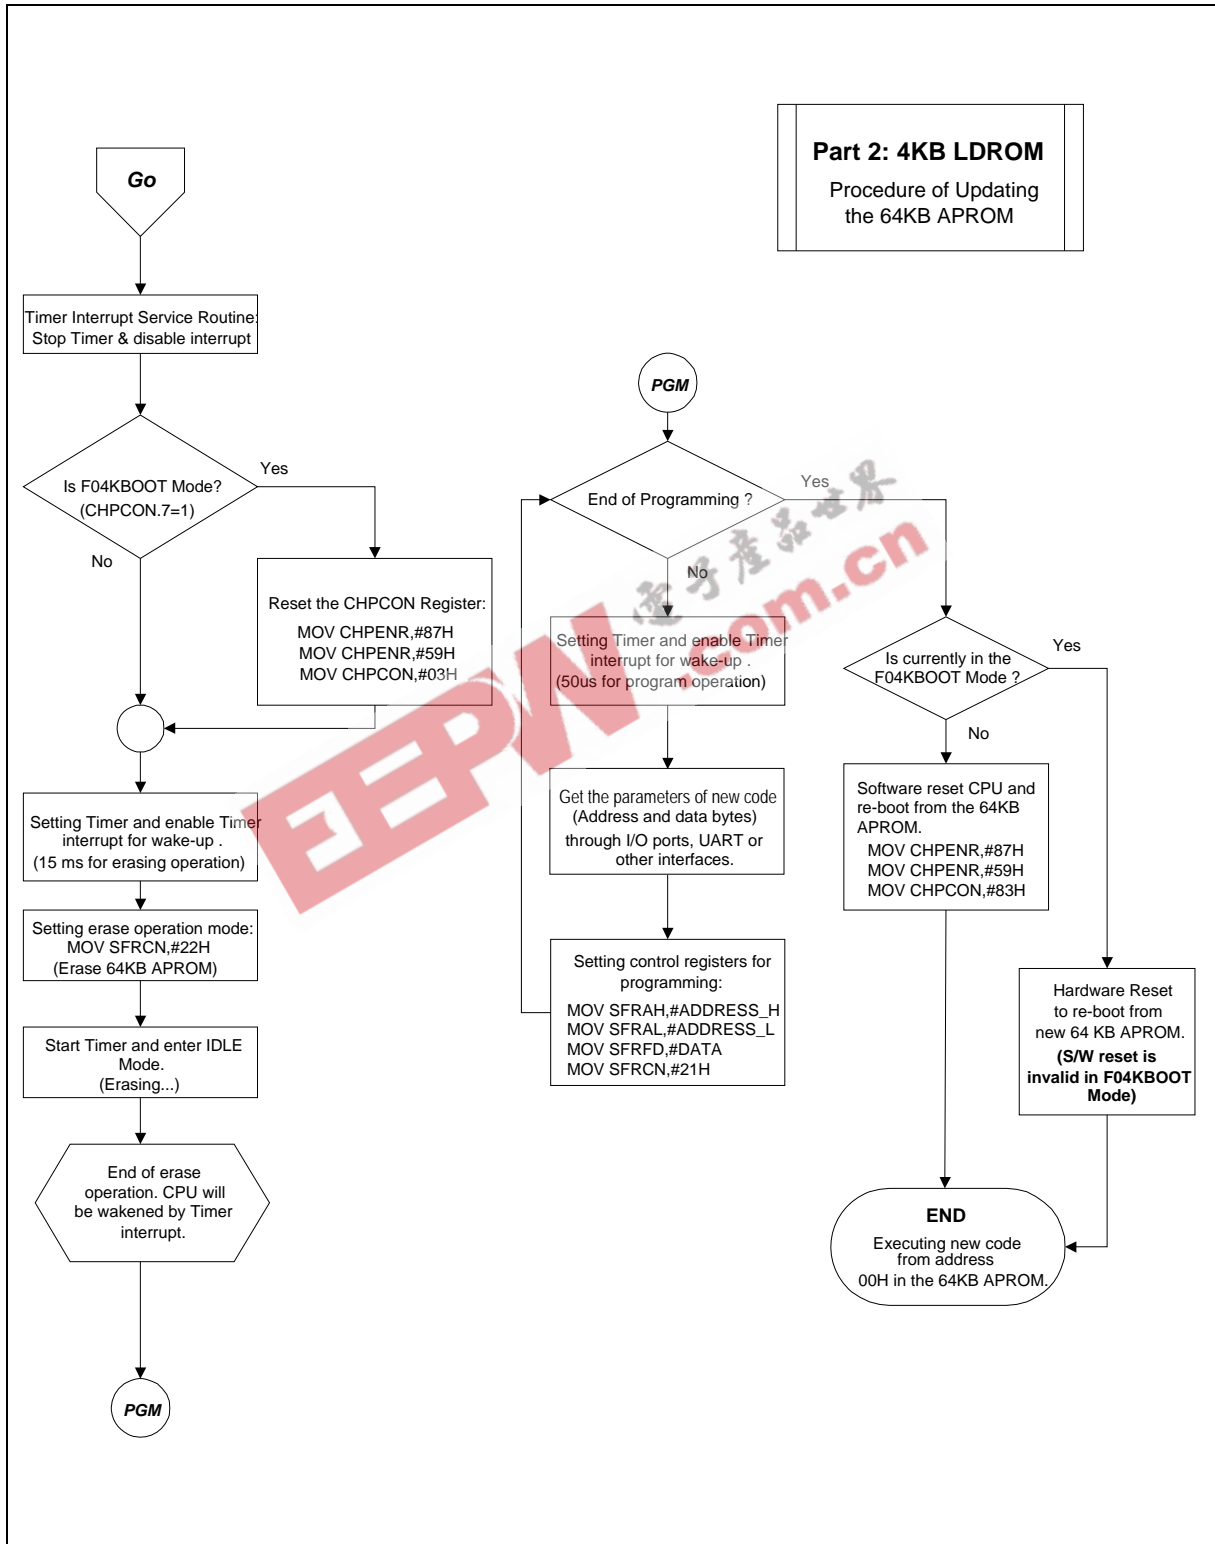 Part 2: 4KB LDROM
Procedure of Updating
the 64KB APROM
Go
Timer Interrupt Service Routine:
Stop Timer & disable interrupt
Is F04KBOOT Mode?
(CHPCON.7=1)
Yes
No
Reset the CHPCON Register:
MOV CHPENR,#87H
MOV CHPENR,#59H
MOV CHPCON,#03H
Setting Timer and enable Timer
interrupt for wake-up .
(15 ms for erasing operation)
Setting erase operation mode:
MOV SFRCN,#22H
(Erase 64KB APROM)
Start Timer and enter IDLE
Mode.
(Erasing...)
End of erase
operation. CPU will
be wakened by Timer
interrupt.
PGM
PGM
End of Programming ?
Yes
No
Setting Timer and enable Timer
interrupt for wake-up .
(50us for program operation)
Get the parameters of new code
(Address and data bytes)
through I/O ports, UART or
other interfaces.
Setting control registers for
programming:
MOV SFRAH,#ADDRESS_H
MOV SFRAL,#ADDRESS_L
MOV SFRFD,#DATA
MOV SFRCN,#21H
Is currently in the
F04KBOOT Mode ?
Yes
No
Software reset CPU and
re-boot from the 64KB
APROM.
MOV CHPENR,#87H
MOV CHPENR,#59H
MOV CHPCON,#83H
Hardware Reset
to re-boot from
new 64 KB APROM.
(S/W reset is
invalid in F04KBOOT
Mode)
END
Executing new code
from address
00H in the 64KB APROM.
EEPW
電子產品世界
.com.cn